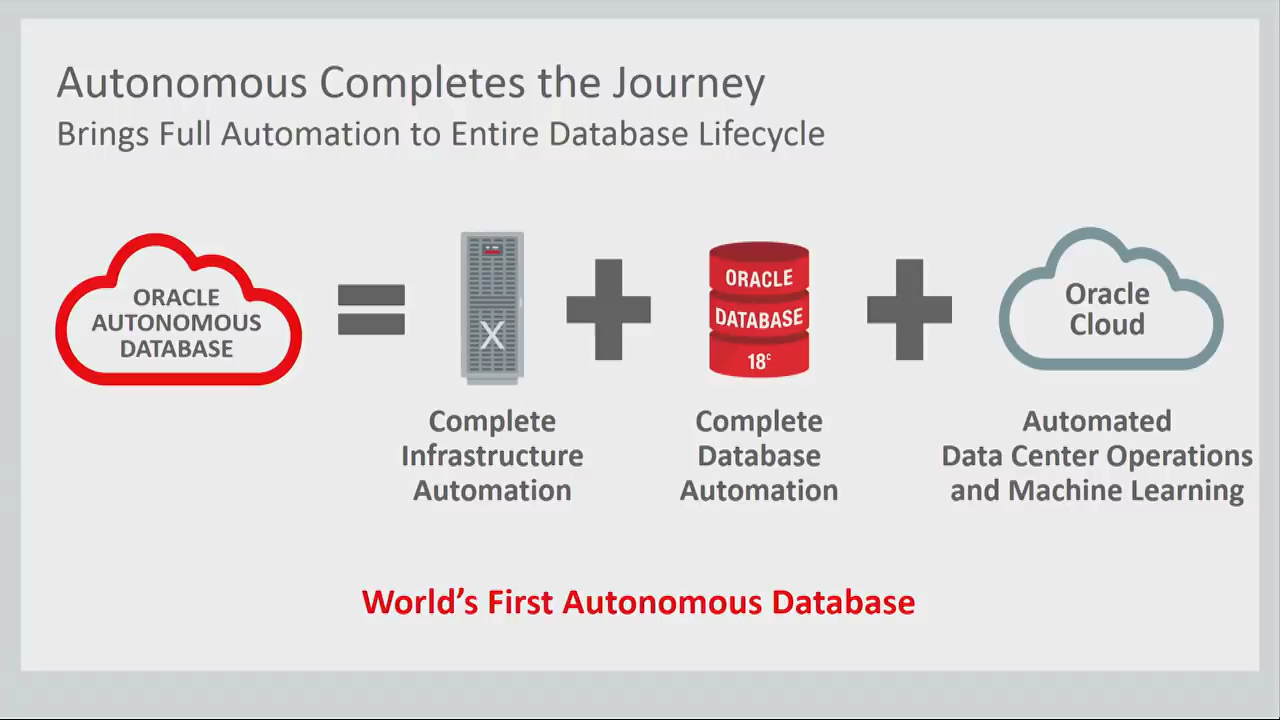 Autonomous Completes the Journey
Brings Full Automation to Entire Database Lifecycle
ORACLE
AUTONOMOUS
DATABASE
X
ORACLE
DATABASE
18c
Oracle
Cloud
Complete
Infrastructure
Automation
Complete
Database
Automation
Automated
Data Center Operations
and Machine Learning
World's First Autonomous Database